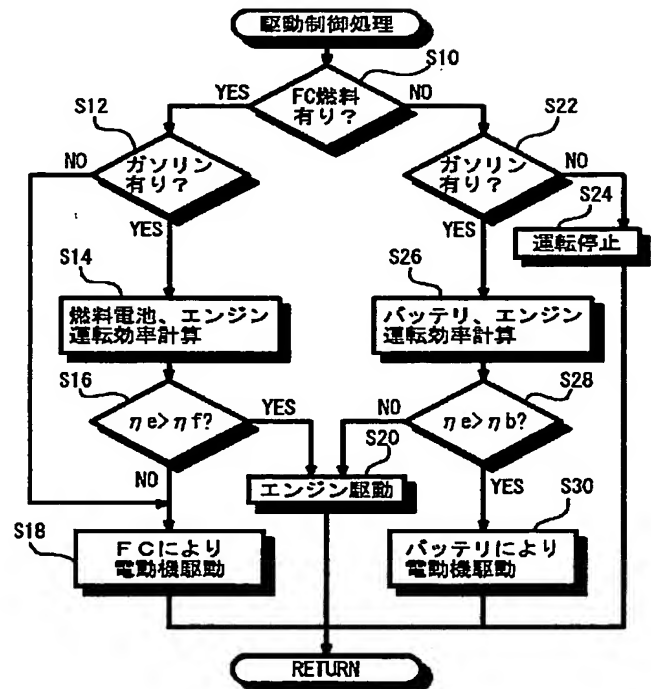 駆動制御処理
S10
FC燃料
有り?
YES
NO
S12
ガソリン
有り?
NO
YES
S22
ガソリン
有り?
NO
YES
S24
運転停止
S14
燃料電池、エンジン
運転効率計算
S26
バッテリ、エンジン
運転効率計算
S16
ηe>ηf?
YES
NO
S28
ηe>ηb?
NO
YES
S20
エンジン駆動
S18
FCにより
電動機駆動
S30
バッテリにより
電動機駆動
RETURN